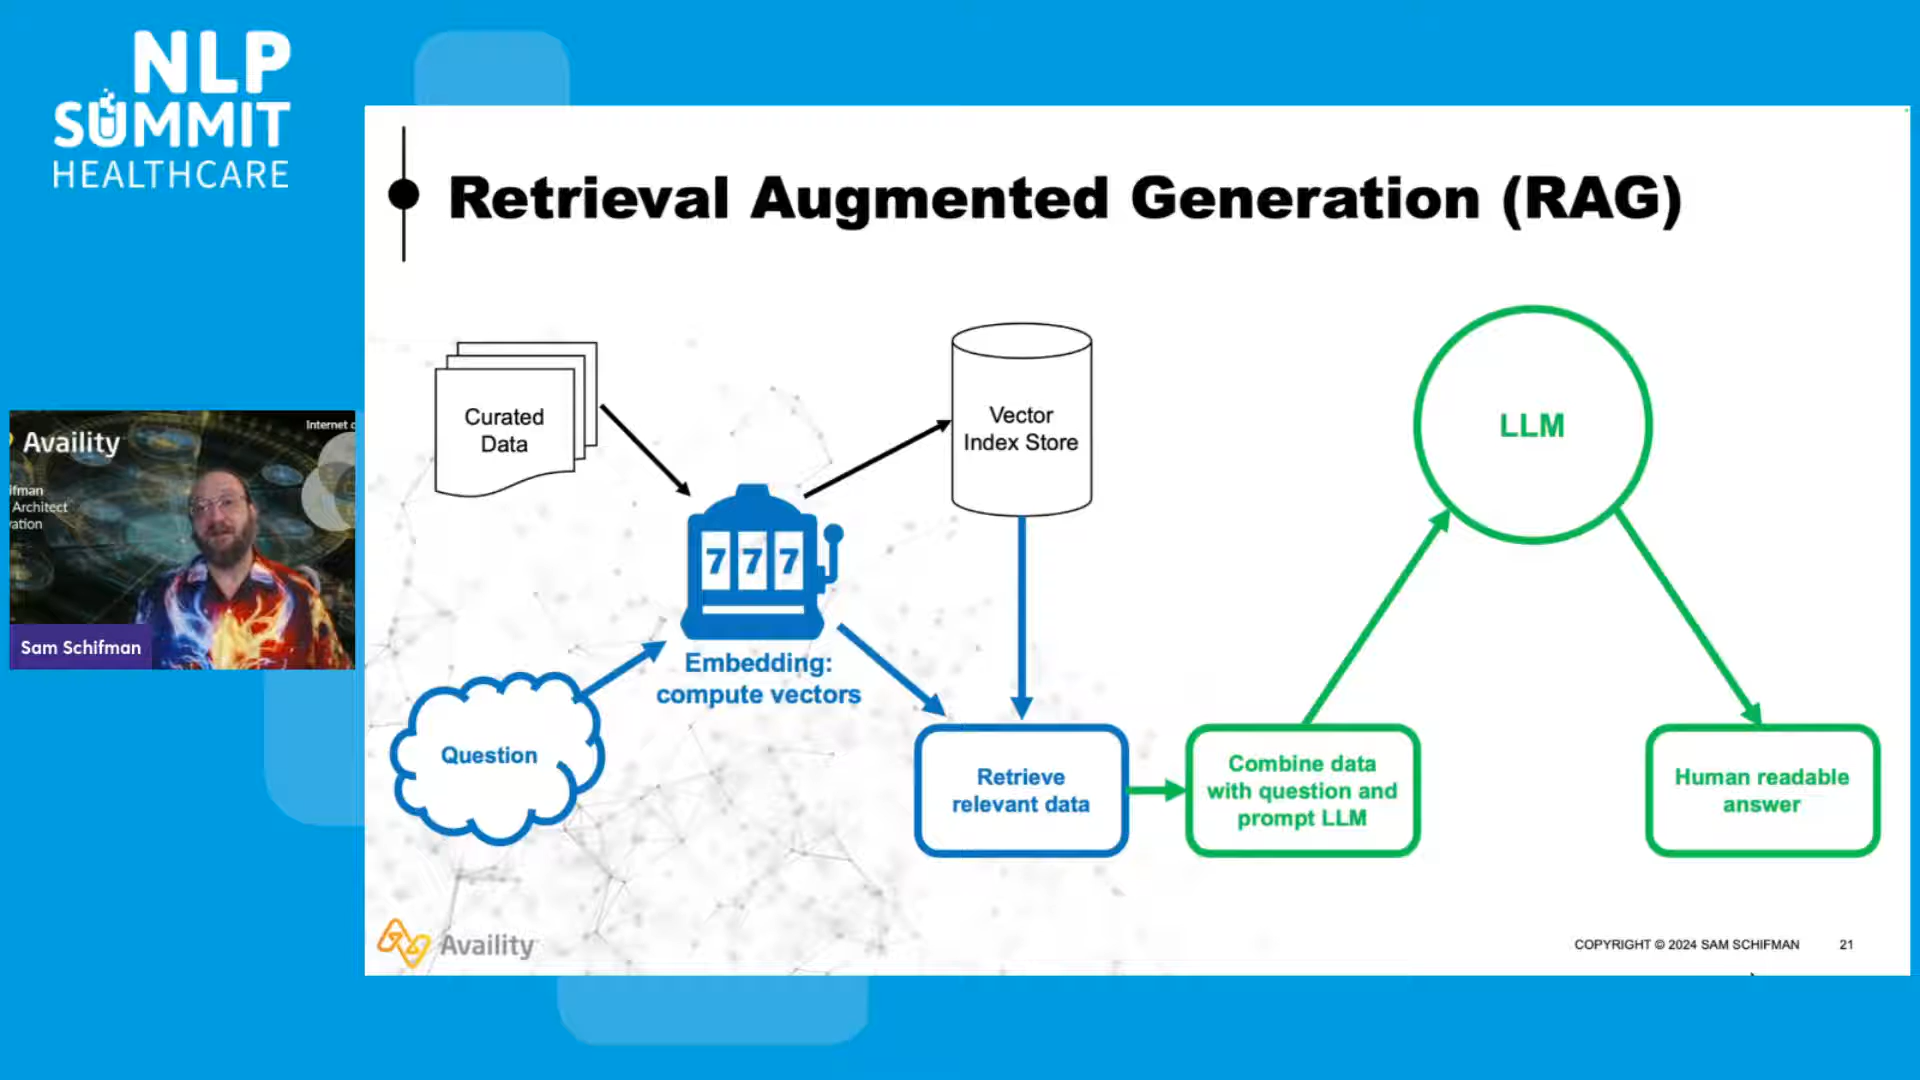 NLP
SUMMIT
HEALTHCARE
Retrieval Augmented Generation (RAG)
Curated
Data
Vector
Index Store
LLM
777
Embedding:
compute vectors
Question
Retrieve
relevant data
Combine data
with question and
prompt LLM
Human readable
answer
Availity
COPYRIGHT © 2024 SAM SCHIFMAN
21
Availity
Internet
Architect
Sam Schifman